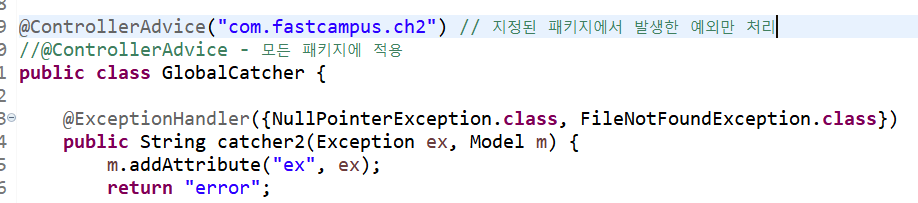 @ControllerAdvice("com.fastcampus.ch2") // 지정된 패키지에서 발생한 예외만 처리
//@ControllerAdvice - 모든 패키지에 적용
public class GlobalCatcher {
@ExceptionHandler({NullPointerException.class, FileNotFoundException.class})
public String catcher2(Exception ex, Model m) {
m.addAttribute("ex", ex);
return "error";